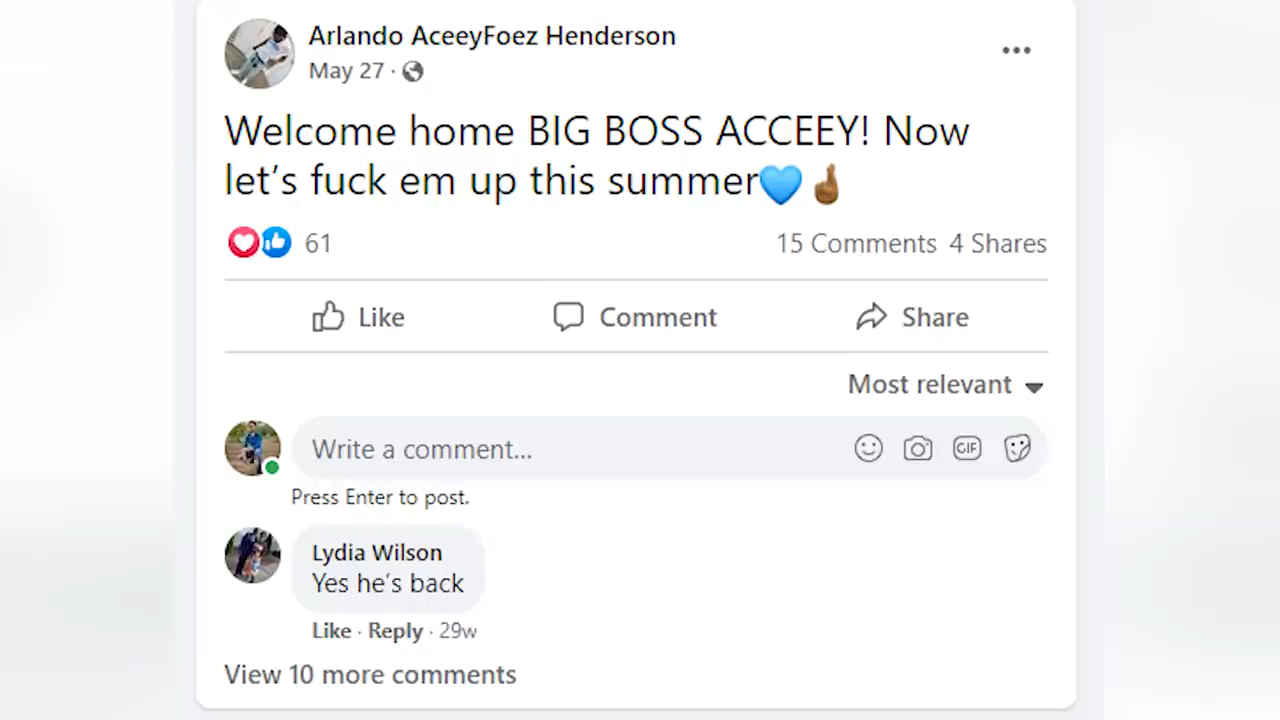 Arlando AceeyFoez Henderson
May 27 ·
Welcome home BIG BOSS ACCEEY! Now
let’s fuck em up this summer💙🤞🏾
61
15 Comments 4 Shares
Like Comment Share
Most relevant
Write a comment...
GIF
Press Enter to post.
Lydia Wilson
Yes he’s back
Like · Reply · 29w
View 10 more comments